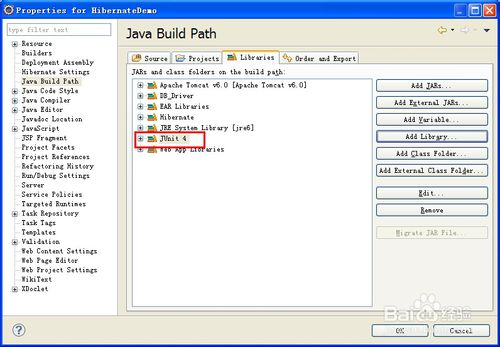 Properties for HibernateDemo
type filter text
Resource
Builders
Deployment Assembly
Hibernate Settings
Java Build Path
Java Code Style
Java Compiler
Java Editor
Javadoc Location
JavaScript
JSF Fragment
Project Facets
Project References
Refactoring History
Run/Debug Settings
Server
Service Policies
Targeted Runtimes
Task Repository
Task Tags
Templates
Validation
Web Content Settings
Web Page Editor
Web Project Settings
WikiText
XDoclet
Java Build Path
Source
Projects
Libraries
Order and Export
JARs and class folders on the build path:
Apache Tomcat v6.0 [Apache Tomcat v6.0]
DB_Driver
EAR Libraries
Hibernate
JRE System Library [jre6]
JUnit 4
Web App Libraries
Add JARs...
Add External JARs...
Add Variable...
Add Library...
Add Class Folder...
Add External Class Folder...
Edit...
Remove
Migrate JAR File...
OK
Cancel
Baidu 经验
jingyan.baidu.com